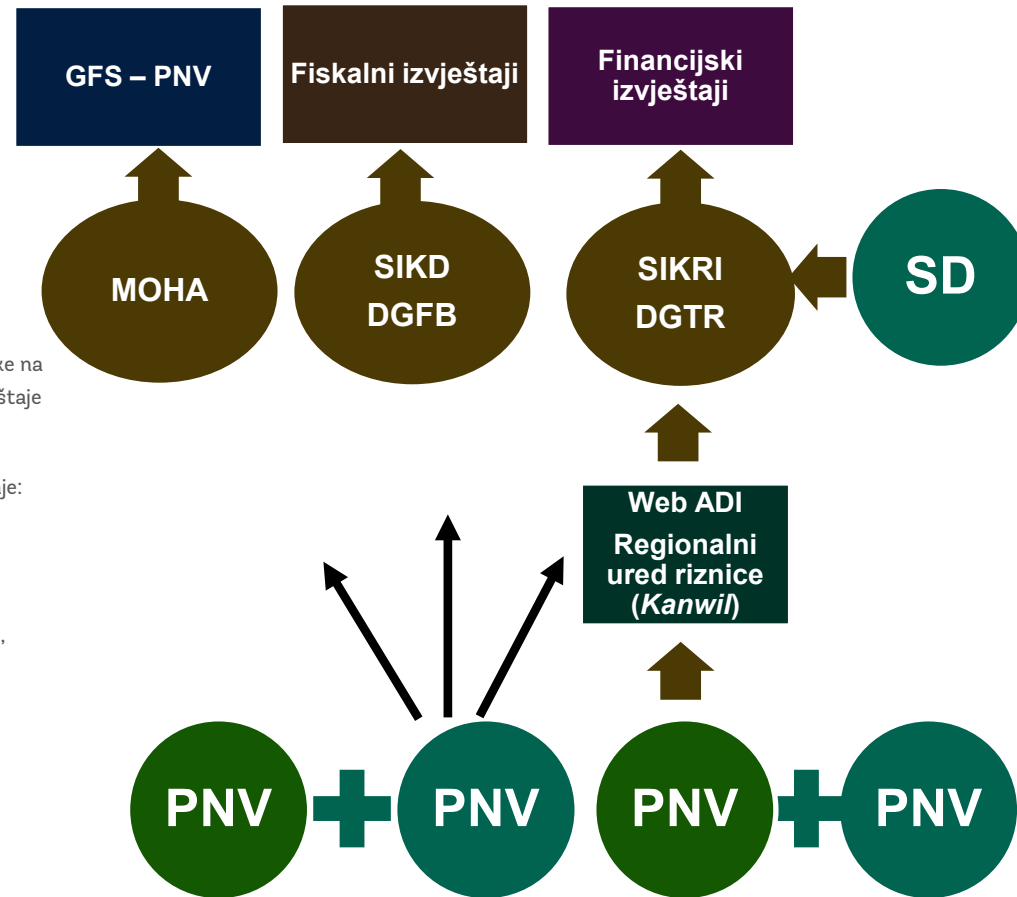 GFS – PNV
Fiskalni izvještaji
Financijski
izvještaji
MOHA
SIKD
DGFB
SIKRI
DGTR
SD
na
Web ADI
Regionalni
ured riznice
(Kanwil)
,
PNV
PNV
PNV
PNV